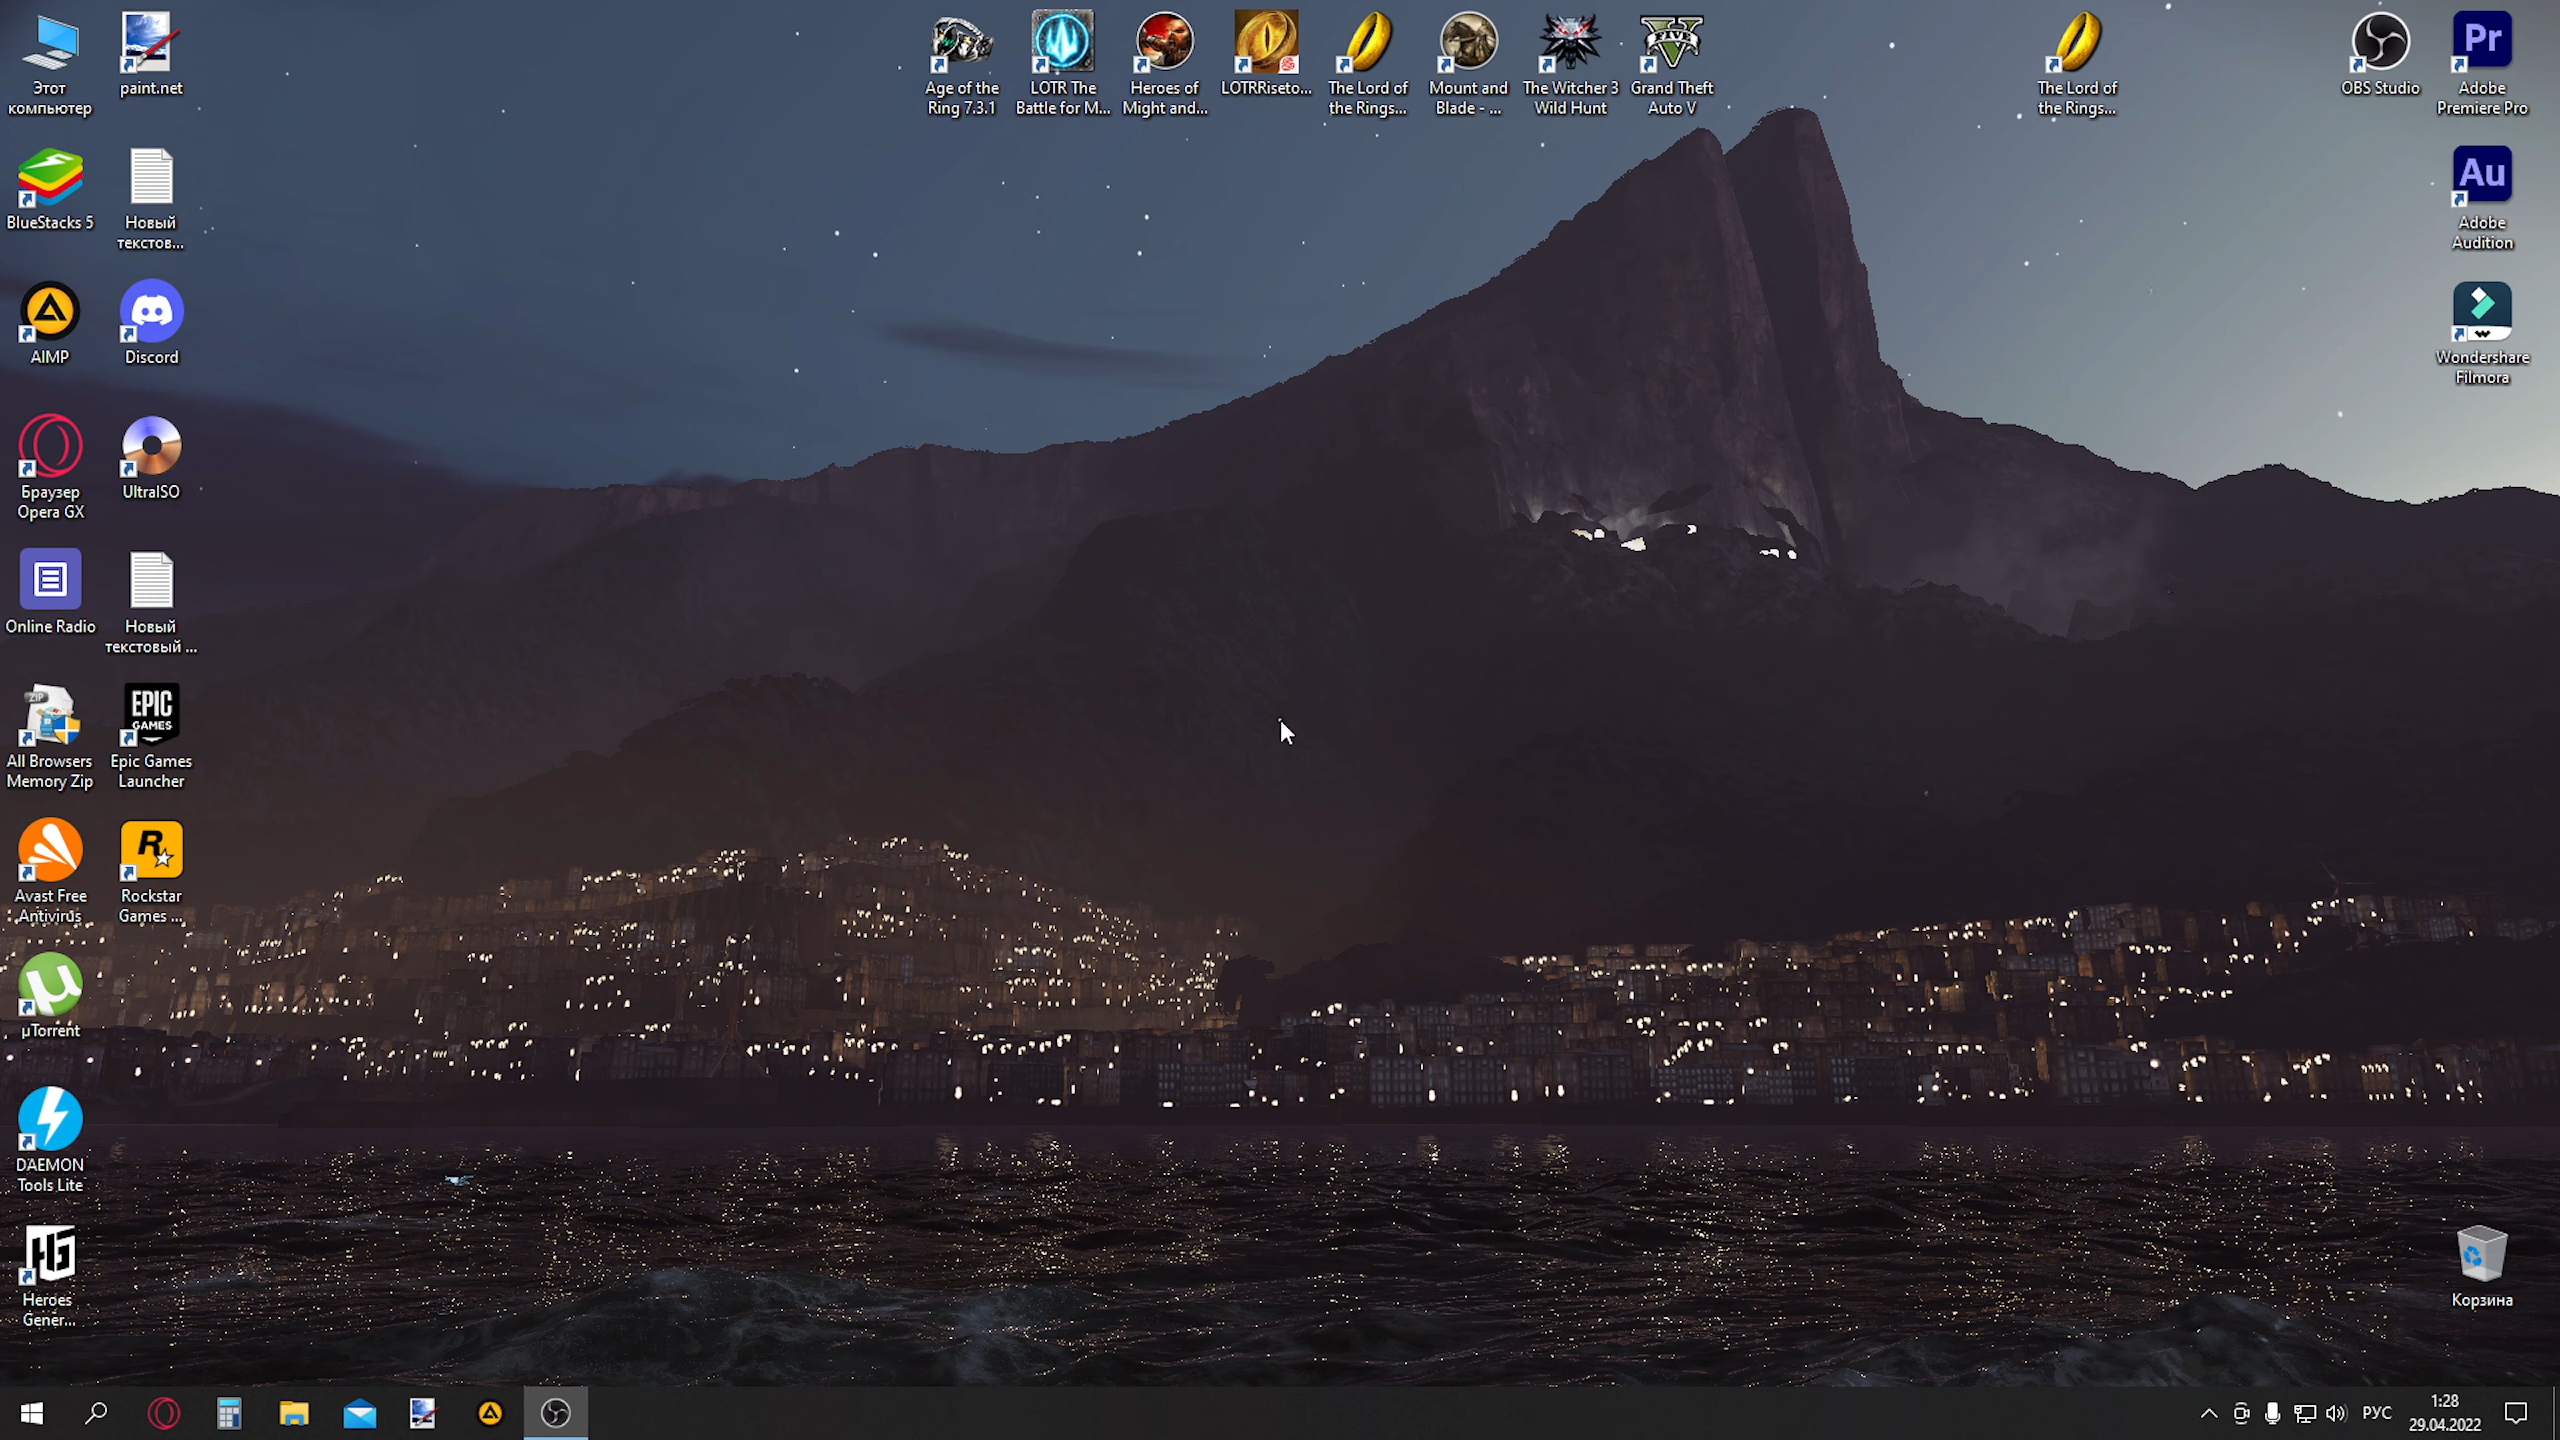 Этот
компьютер
paint.net
Age of the
Ring 7.3.1
LOTR The
Battle for M...
Heroes of
Might and...
LOTRRiseto...
The Lord of
the Rings...
Mount and
Blade - ...
The Witcher 3
Wild Hunt
Grand Theft
Auto V
FIVE
The Lord of
the Rings...
OBS Studio
Pr
Adobe
Premiere Pro
BlueStacks 5
Новый
текстов...
Au
Adobe
Audition
AIMP
Discord
Wondershare
Filmora
Браузер
Opera GX
UltraISO
Online Radio
Новый
текстовый ...
ZIP
All Browsers
Memory Zip
EPIC
GAMES
Epic Games
Launcher
Avast Free
Antivirus
R
Rockstar
Games ...
µ
µTorrent
DAEMON
Tools Lite
HG
Heroes
Gener...
Корзина
РУС
1:28
29.04.2022